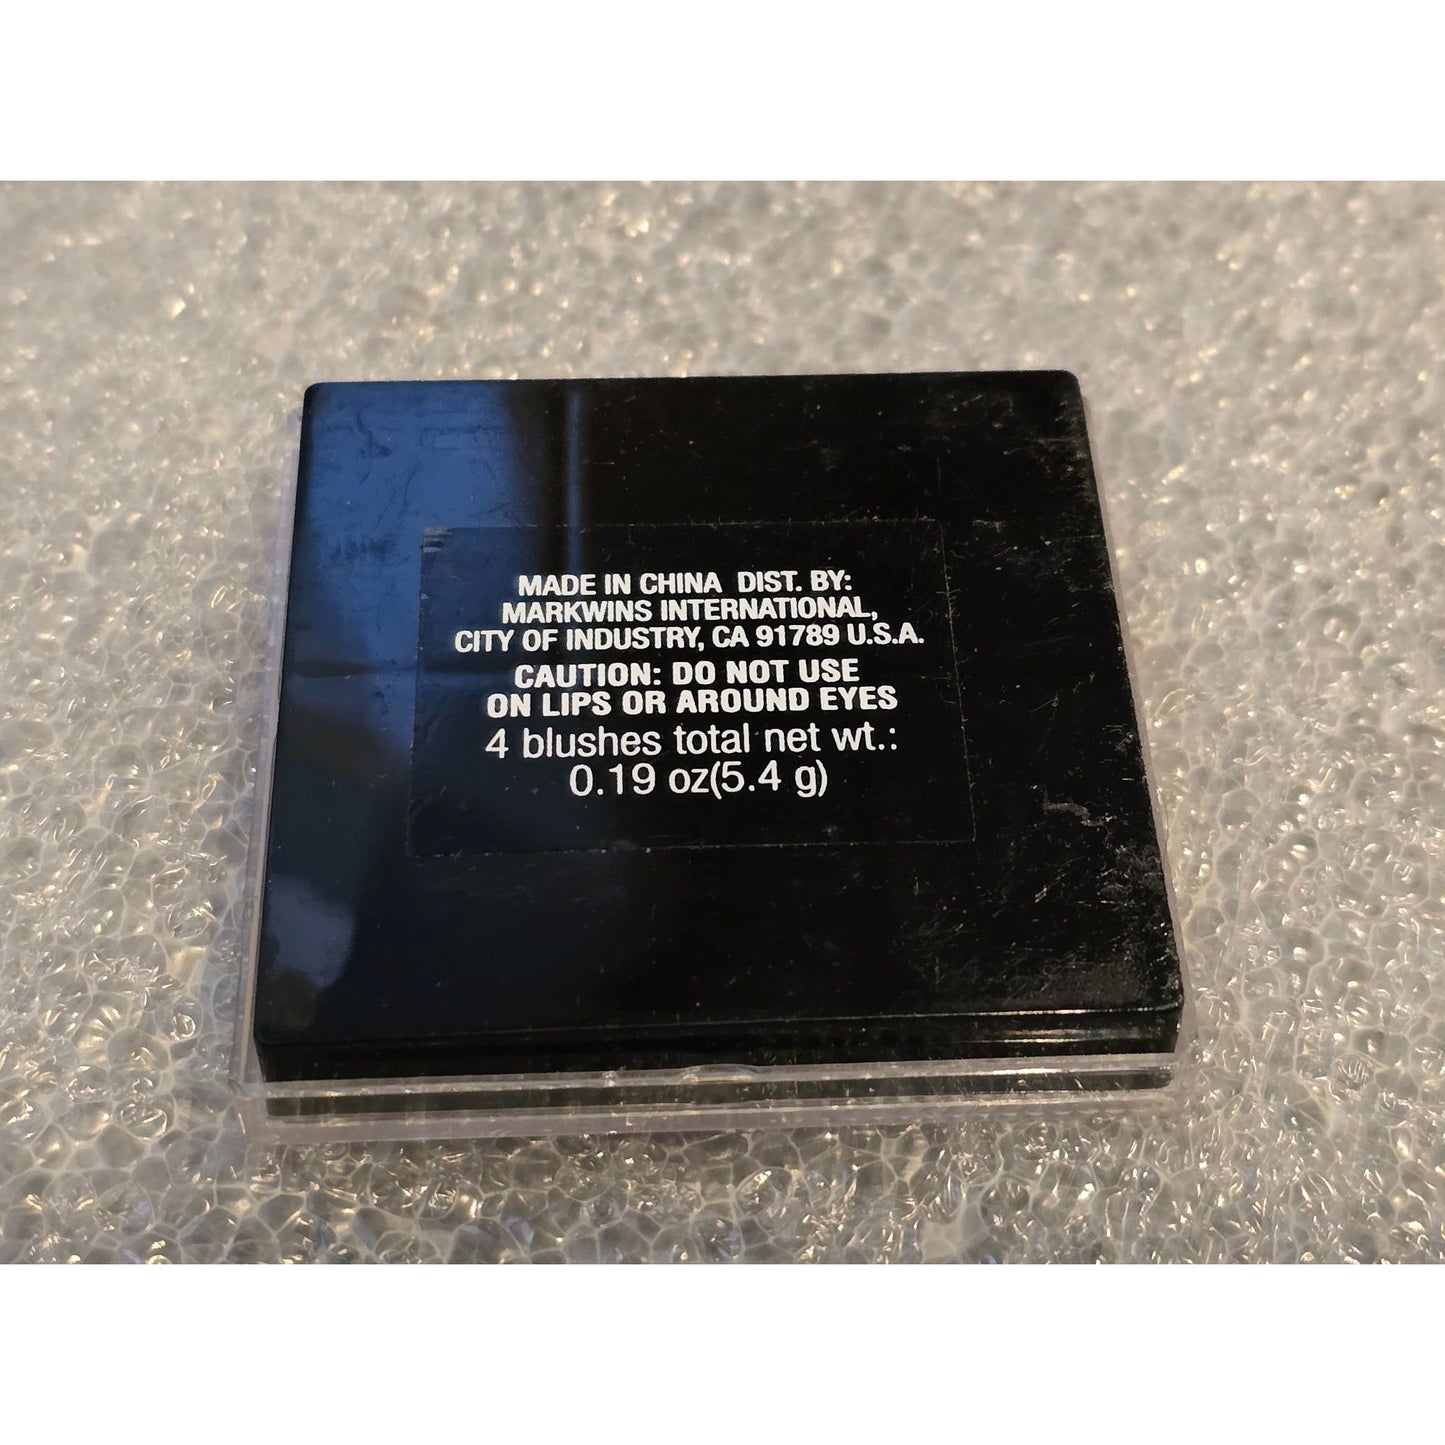 MADE IN CHINA DIST. BY:
MARKWINS INTERNATIONAL,
CITY OF INDUSTRY, CA 91789 U.S.A.
CAUTION: DO NOT USE
ON LIPS OR AROUND EYES
4 blushes total net wt.:
0.19 oz(5.4 g)